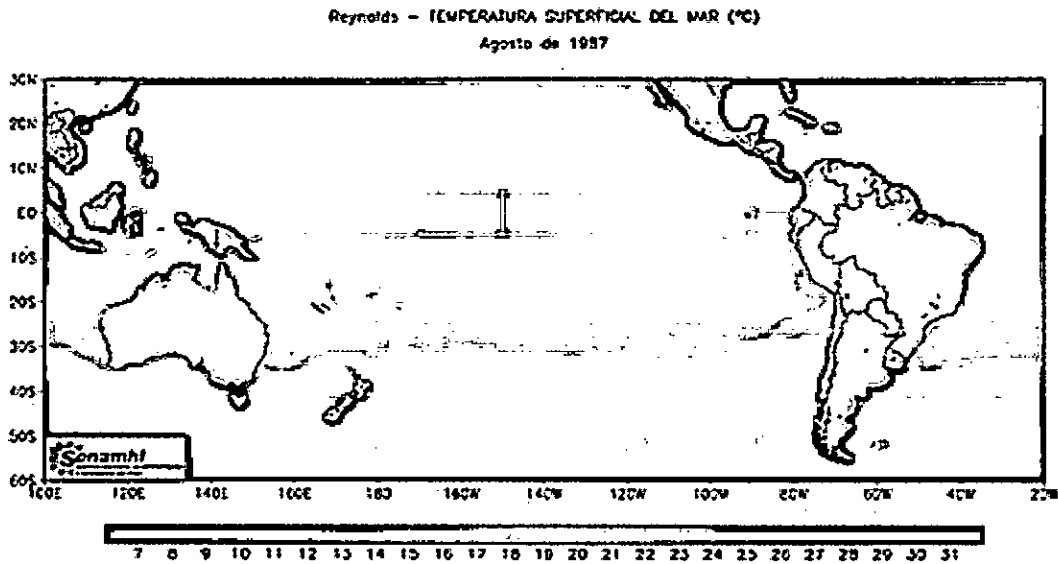 Reynolds – TEMPERATURA SUPERFICIAL DEL MAR (°C)
Agosto de 1997
30N
20N
10N
EQ
10S
20S
30S
40S
50S
60S
Senamhi
100E 120E 140E 160E 180 160W 140W 120W 100W 80W 60W 40W 20W
7 8 9 10 11 12 13 14 15 16 17 18 19 20 21 22 23 24 25 26 27 28 29 30 31